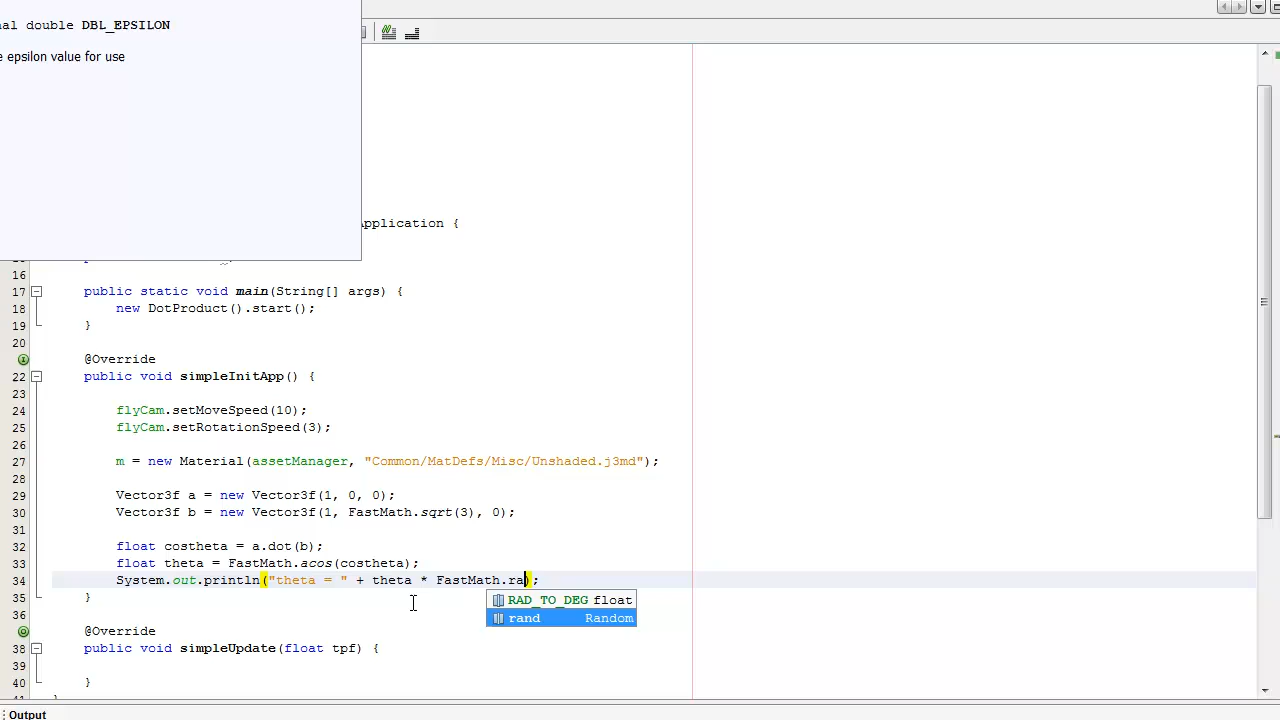 al double DBL_EPSILON
e epsilon value for use
Application {
16
17 public static void main(String[] args) {
18 new DotProduct().start();
19 }
20
@Override
22 public void simpleInitApp() {
23
24 flyCam.setMoveSpeed(10);
25 flyCam.setRotationSpeed(3);
26
27 m = new Material(assetManager, "Common/MatDefs/Misc/Unshaded.j3md");
28
29 Vector3f a = new Vector3f(1, 0, 0);
30 Vector3f b = new Vector3f(1, FastMath.sqrt(3), 0);
31
32 float costheta = a.dot(b);
33 float theta = FastMath.acos(costheta);
34 System.out.println("theta = " + theta * FastMath.ra);
35 }
RAD_TO_DEG float
36
rand Random
@Override
38 public void simpleUpdate(float tpf) {
39
40 }
Output